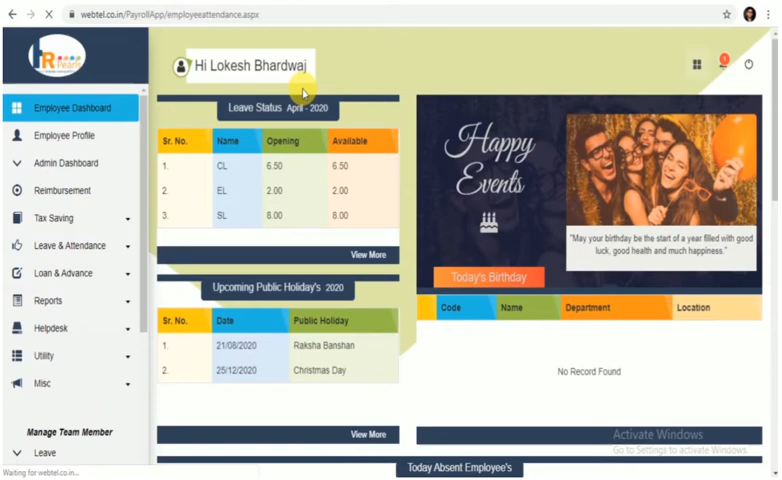 webtel.co.in/PayrollApp/employeeattendance.aspx
HR Pearls
Hi Lokesh Bhardwaj
1
Employee Dashboard
Employee Profile
Admin Dashboard
Reimbursement
Tax Saving
Leave & Attendance
Loan & Advance
Reports
Helpdesk
Utility
Misc
Manage Team Member
Leave
Waiting for webtel.co.in...
Leave Status April - 2020
Sr. No. Name Opening Available
1. CL 6.50 6.50
2. EL 2.00 2.00
3. SL 8.00 8.00
View More
Upcoming Public Holiday's 2020
Sr. No. Date Public Holiday
1. 21/08/2020 Raksha Banshan
2. 25/12/2020 Christmas Day
View More
Happy
Events
"May your birthday be the start of a year filled with good
luck, good health and much happiness."
Today's Birthday
Code Name Department Location
No Record Found
Activate Windows
Go to Settings to activate Windows.
Today Absent Employee's